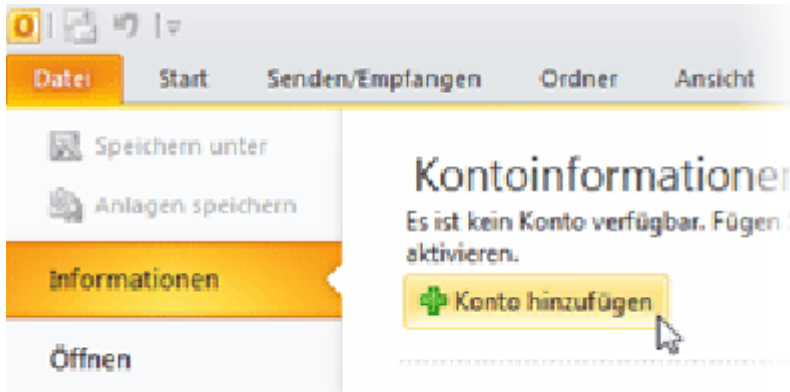 Datei Start Senden/Empfangen Ordner Ansicht
Speichern unter
Anlagen speichern
Informationen
Öffnen
Kontoinformationen
Es ist kein Konto verfügbar. Fügen
aktivieren.
Konto hinzufügen